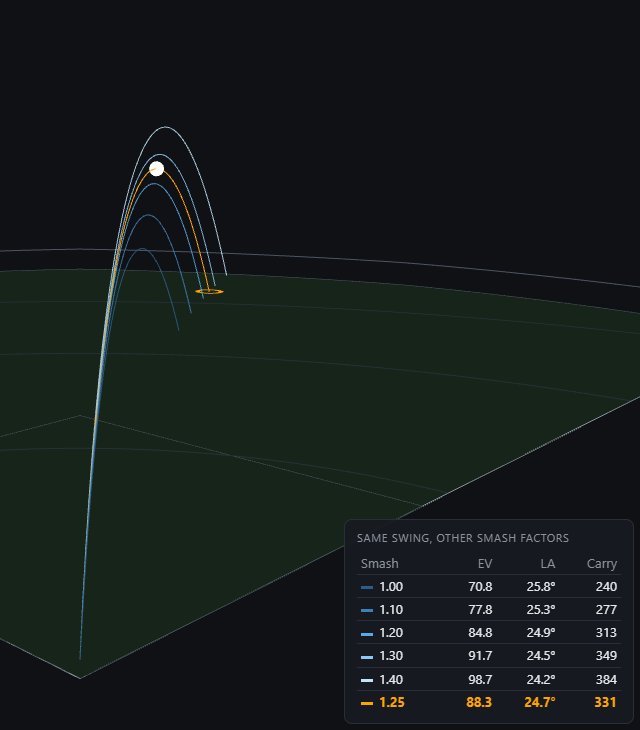 SAME SWING, OTHER SMASH FACTORS
Smash EV LA Carry
1.00 70.8 25.8° 240
1.10 77.8 25.3° 277
1.20 84.8 24.9° 313
1.30 91.7 24.5° 349
1.40 98.7 24.2° 384
1.25 88.3 24.7° 331